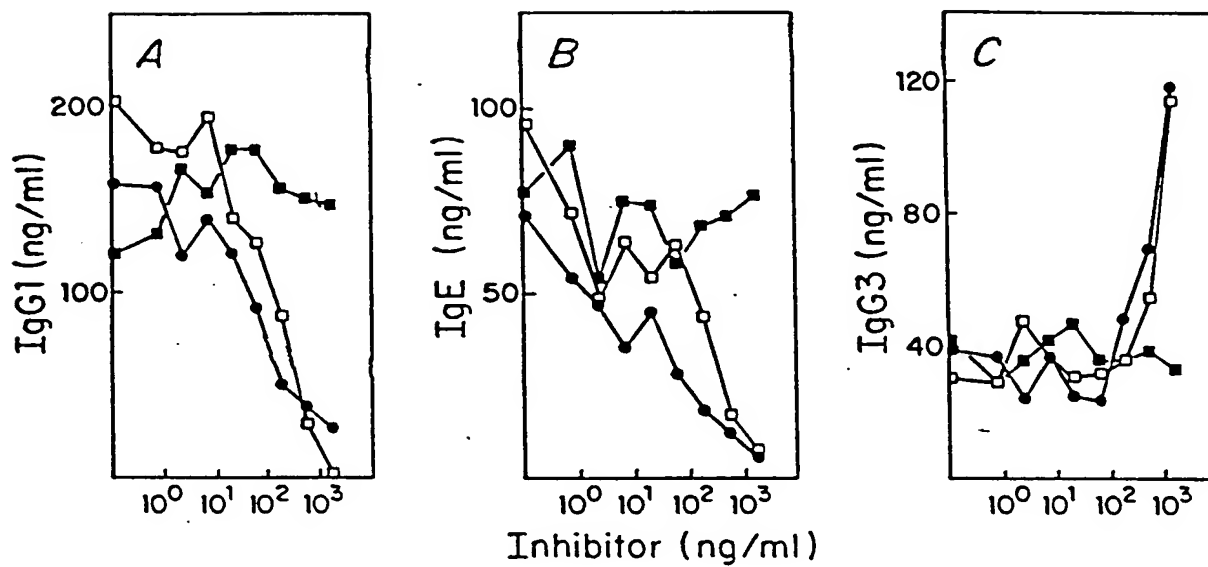 A
IgG1 (ng/ml)
200
100
10⁰ 10¹ 10² 10³
B
IgE (ng/ml)
100
50
10⁰ 10¹ 10² 10³
C
IgG3 (ng/ml)
120
80
40
10⁰ 10¹ 10² 10³
Inhibitor (ng/ml)